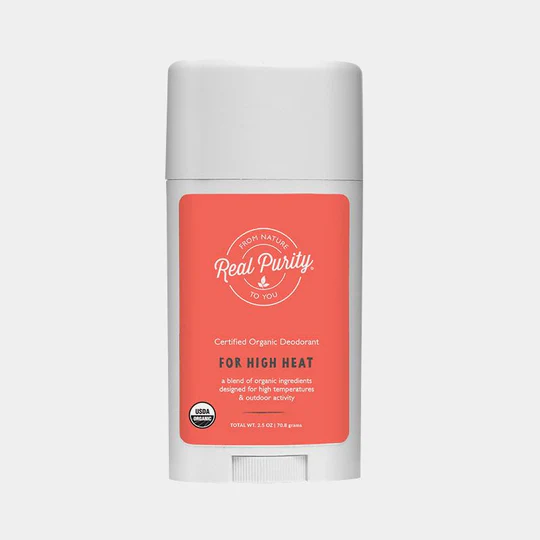 FROM NATURE
Real Purity®
TO YOU
Certified Organic Deodorant
FOR HIGH HEAT
a blend of organic ingredients
designed for high temperatures
& outdoor activity
USDA
ORGANIC
TOTAL WT. 2.5 OZ | 70.8 grams